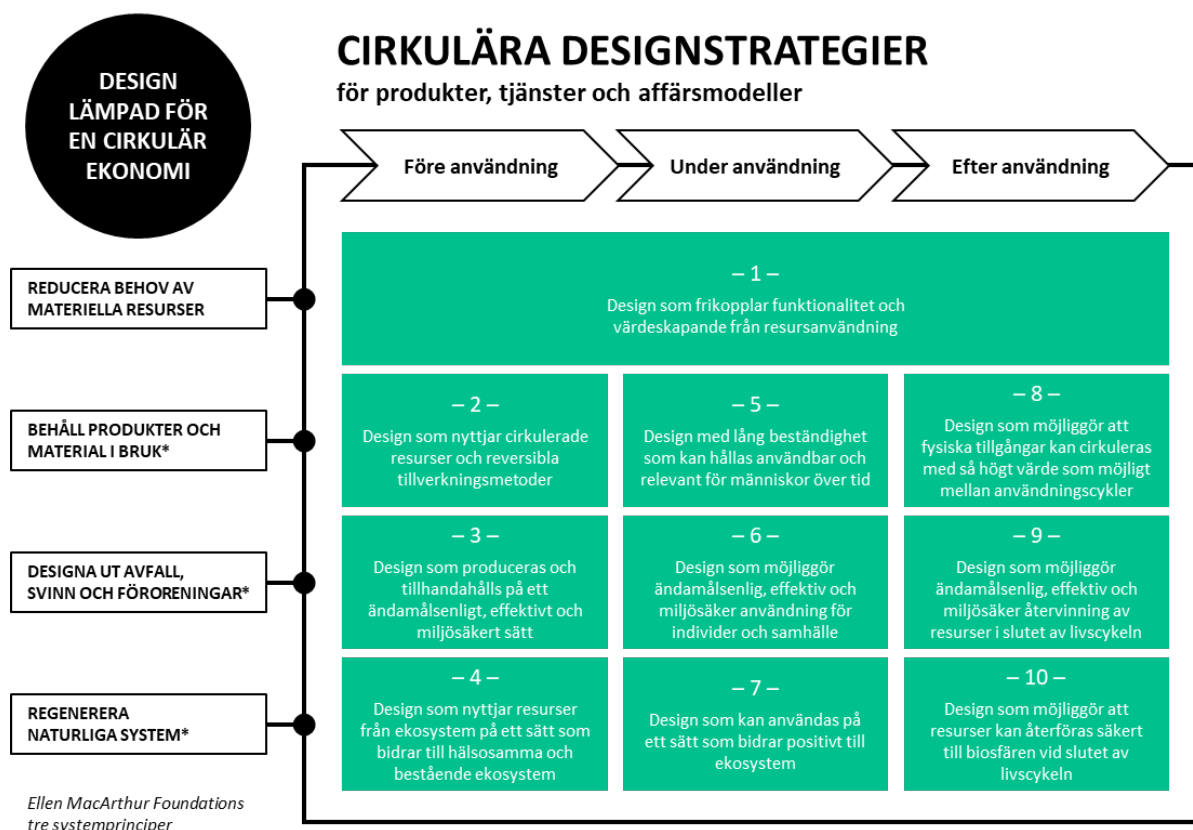 DESIGN
LÄMPAD FÖR
EN CIRKULÄR
EKONOMI
CIRKULÄRA DESIGNSTRATEGIER
för produkter, tjänster och affärsmodeller
Före användning
Under användning
Efter användning
REDUCERA BEHOV AV
MATERIELLA RESURSER
– 1 –
Design som frikopplar funktionalitet och
värdeskapande från resursanvändning
BEHÅLL PRODUKTER OCH
MATERIAL I BRUK*
– 2 –
Design som nyttjar cirkulerade
resurser och reversibla
tillverkningsmetoder
– 5 –
Design med lång beständighet
som kan hållas användbar och
relevant för människor över tid
– 8 –
Design som möjliggör att
fysiska tillgångar kan cirkuleras
med så högt värde som möjligt
mellan användningscykler
DESIGNA UT AVFALL,
SVINN OCH FÖRORENINGAR*
– 3 –
Design som produceras och
tillhandahålls på ett
ändamålsenligt, effektivt och
miljösäkert sätt
– 6 –
Design som möjliggör
ändamålsenlig, effektiv och
miljösäker användning för
individer och samhälle
– 9 –
Design som möjliggör
ändamålsenlig, effektiv och
miljösäker återvinning av
resurser i slutet av livscykeln
REGENERERA
NATURLIGA SYSTEM*
– 4 –
Design som nyttjar resurser
från ekosystem på ett sätt som
bidrar till hälsosamma och
bestående ekosystem
– 7 –
Design som kan användas på
ett sätt som bidrar positivt till
ekosystem
– 10 –
Design som möjliggör att
resurser kan återföras säkert
till biosfären vid slutet av
livscykeln
Ellen MacArthur Foundations
tre systemprinciper